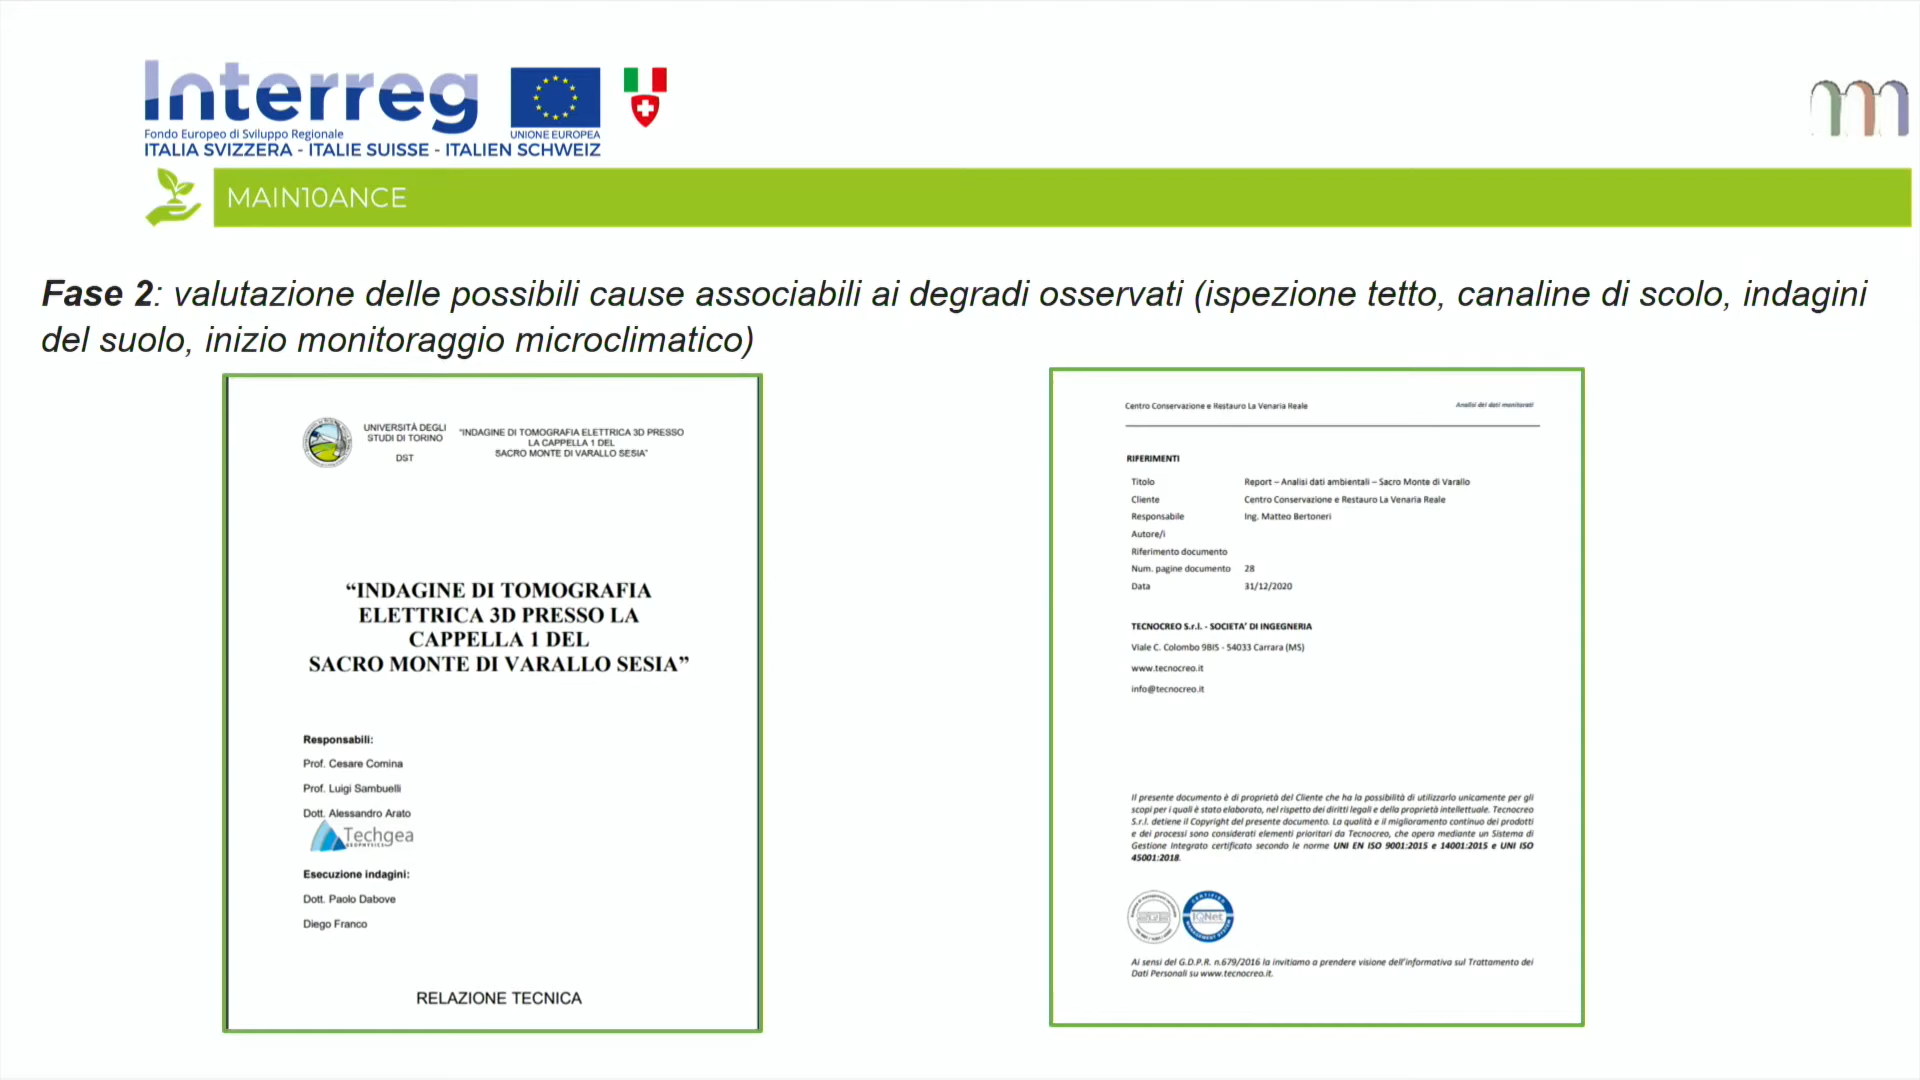 Interreg
Fondo Europeo di Sviluppo Regionale
UNIONE EUROPEA
ITALIA SVIZZERA - ITALIE SUISSE - ITALIEN SCHWEIZ
MAIN10ANCE
Fase 2: valutazione delle possibili cause associabili ai degradi osservati (ispezione tetto, canaline di scolo, indagini
del suolo, inizio monitoraggio microclimatico)
UNIVERSITÀ DEGLI
STUDI DI TORINO
DST
"INDAGINE DI TOMOGRAFIA ELETTRICA 3D PRESSO
LA CAPPELLA 1 DEL
SACRO MONTE DI VARALLO SESIA"
“INDAGINE DI TOMOGRAFIA
ELETTRICA 3D PRESSO LA
CAPPELLA 1 DEL
SACRO MONTE DI VARALLO SESIA”
Responsabili:
Prof. Cesare Comina
Prof. Luigi Sambuelli
Dott. Alessandro Arato
Techgea
GEOPHYSICS
Esecuzione indagini:
Dott. Paolo Dabove
Diego Franco
RELAZIONE TECNICA
Centro Conservazione e Restauro La Venaria Reale
Analisi dei dati monitorati
RIFERIMENTI
Titolo Report – Analisi dati ambientali – Sacro Monte di Varallo
Cliente Centro Conservazione e Restauro La Venaria Reale
Responsabile Ing. Matteo Bertoneri
Autore/i
Riferimento documento
Num. pagine documento 28
Data 31/12/2020
TECNOCREO S.r.l. - SOCIETA' DI INGEGNERIA
Viale C. Colombo 9BIS - 54033 Carrara (MS)
www.tecnocreo.it
info@tecnocreo.it
Il presente documento è di proprietà del Cliente che ha la possibilità di utilizzarlo unicamente per gli
scopi per i quali è stato elaborato, nel rispetto dei diritti legali e della proprietà intellettuale. Tecnocreo
S.r.l. detiene il Copyright del presente documento. La qualità e il miglioramento continuo dei prodotti
e dei processi sono considerati elementi prioritari da Tecnocreo, che opera mediante un Sistema di
Gestione Integrato certificato secondo le norme UNI EN ISO 9001:2015 e 14001:2015 e UNI ISO
45001:2018.
CERTIFIED
IQNet
MANAGEMENT SYSTEM
Ai sensi del G.D.P.R. n.679/2016 la invitiamo a prendere visione dell'informativa sul Trattamento dei
Dati Personali su www.tecnocreo.it.